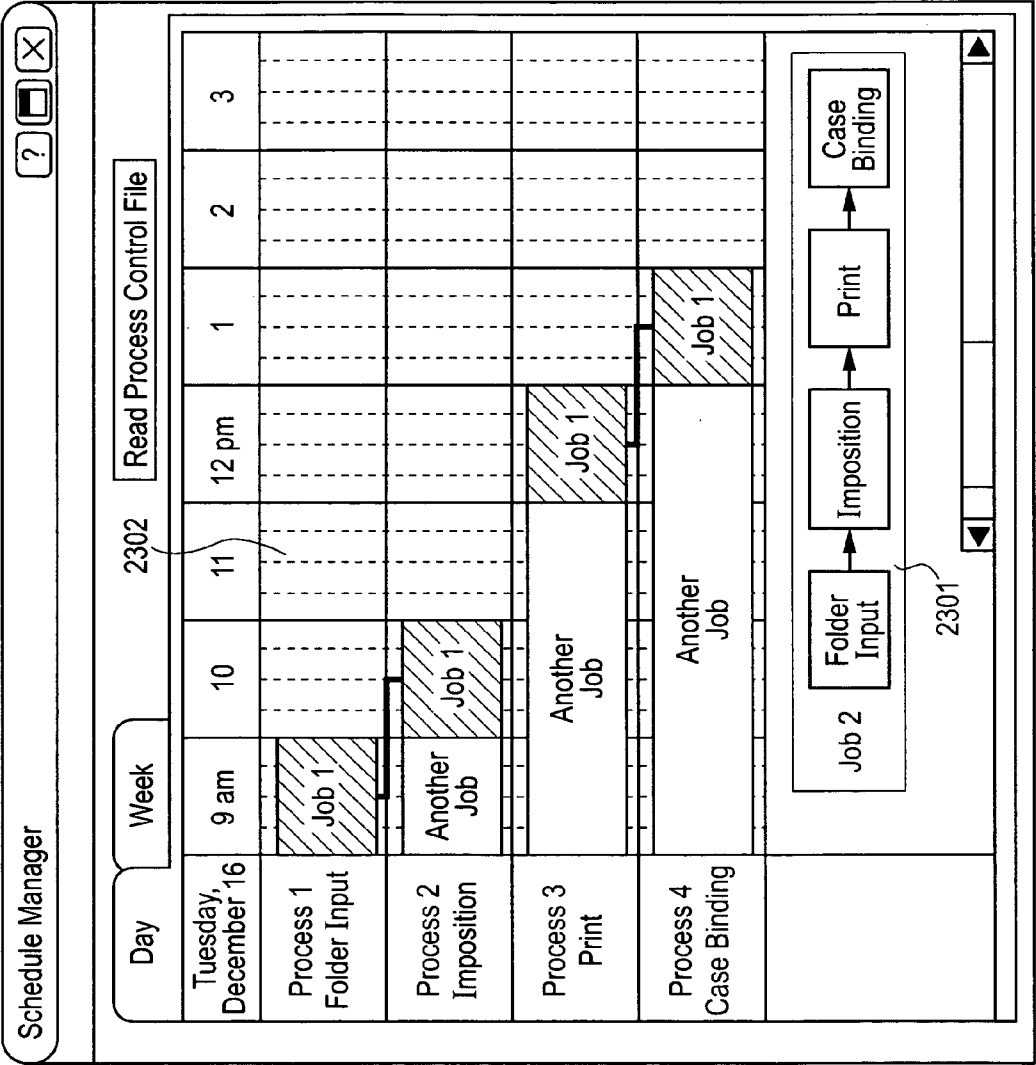 Schedule Manager
?
X
Day
Week
2302
Read Process Control File
Tuesday,
December 16
9 am
10
11
12 pm
1
2
3
Process 1
Folder Input
Job 1
Process 2
Imposition
Another
Job
Job 1
Process 3
Print
Another
Job
Job 1
Process 4
Case Binding
Another
Job
Job 1
Job 2
Folder
Input
Imposition
Print
Case
Binding
2301